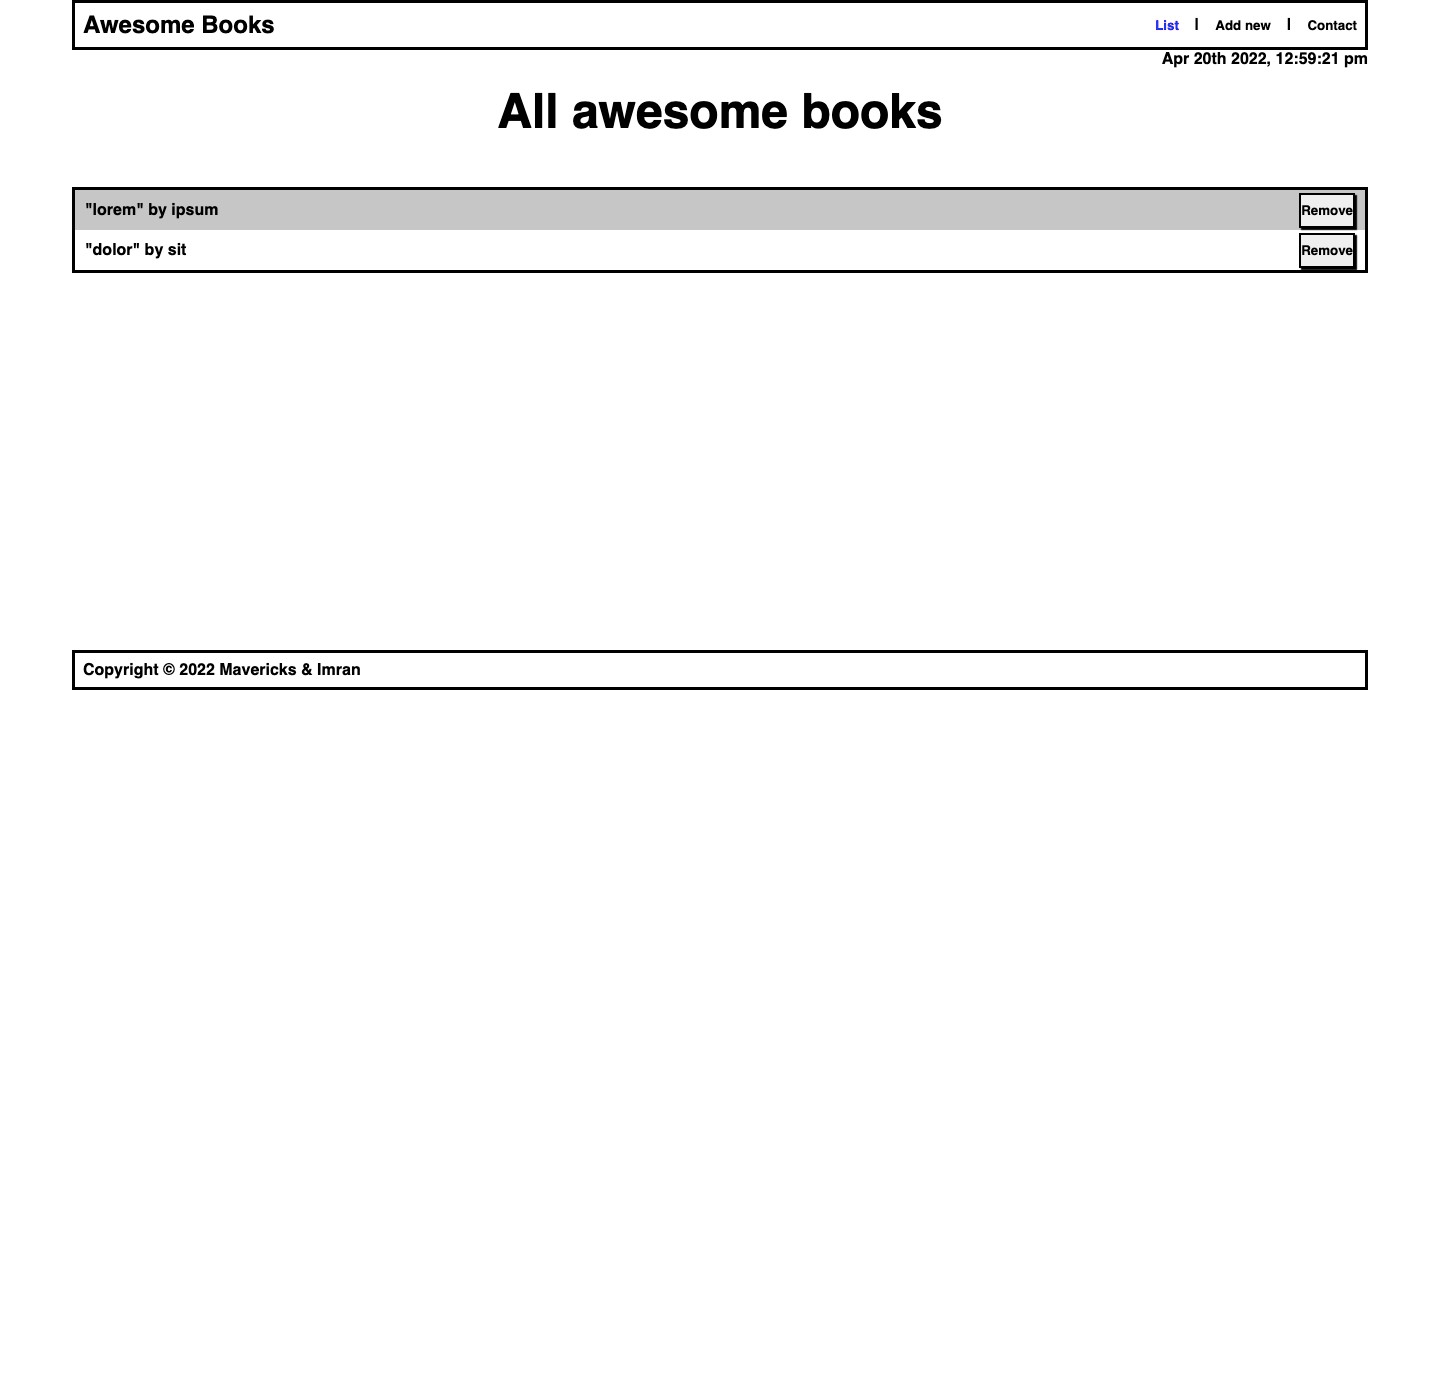 Awesome Books List | Add new | Contact
Apr 20th 2022, 12:59:21 pm
All awesome books
"lorem" by ipsum Remove
"dolor" by sit Remove
Copyright © 2022 Mavericks & Imran